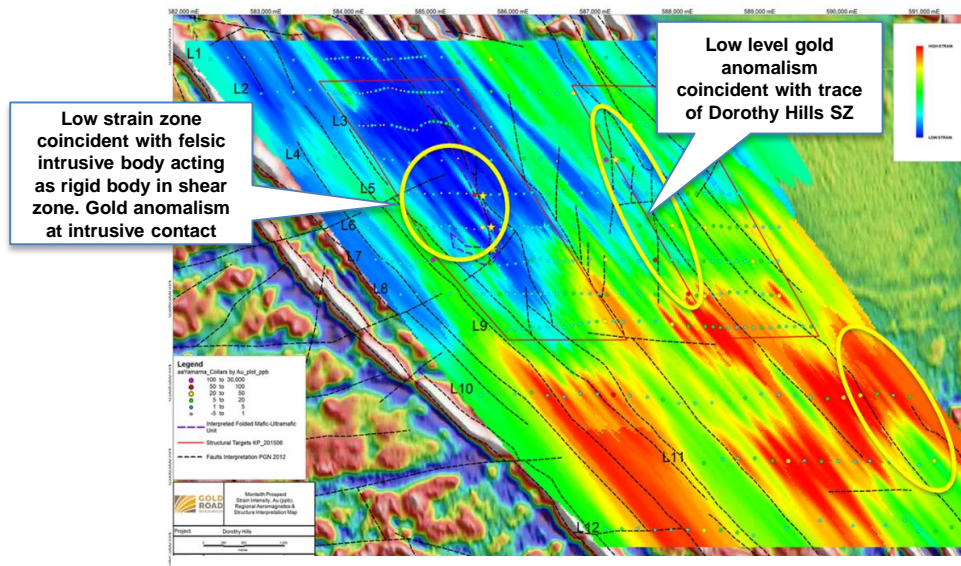 582,000 mE
583,000 mE
584,000 mE
585,000 mE
586,000 mE
587,000 mE
588,000 mE
589,000 mE
590,000 mE
591,000 mE
L1
L2
L3
L4
L5
L6
L7
L8
L9
L10
L11
L12
Low strain zone
coincident with felsic
intrusive body acting
as rigid body in shear
zone. Gold anomalism
at intrusive contact
Low level gold
anomalism
coincident with trace
of Dorothy Hills SZ
HIGH STRAIN
LOW STRAIN
Legend
aaYamarna_Collars by Au_plot_ppb
100 to 30,000
50 to 100
20 to 50
5 to 20
1 to 5
-5 to 1
Interpreted Folded Mafic-Ultramafic
Unit
Structural Targets KP_201506
Faults Interpretation PGN 2012
GOLD
ROAD
RESOURCES
Monteith Prospect
Strain Intensity, Au (ppb),
Regional Aeromagnetics &
Structure Interpretation Map
Project:
Dorothy Hills